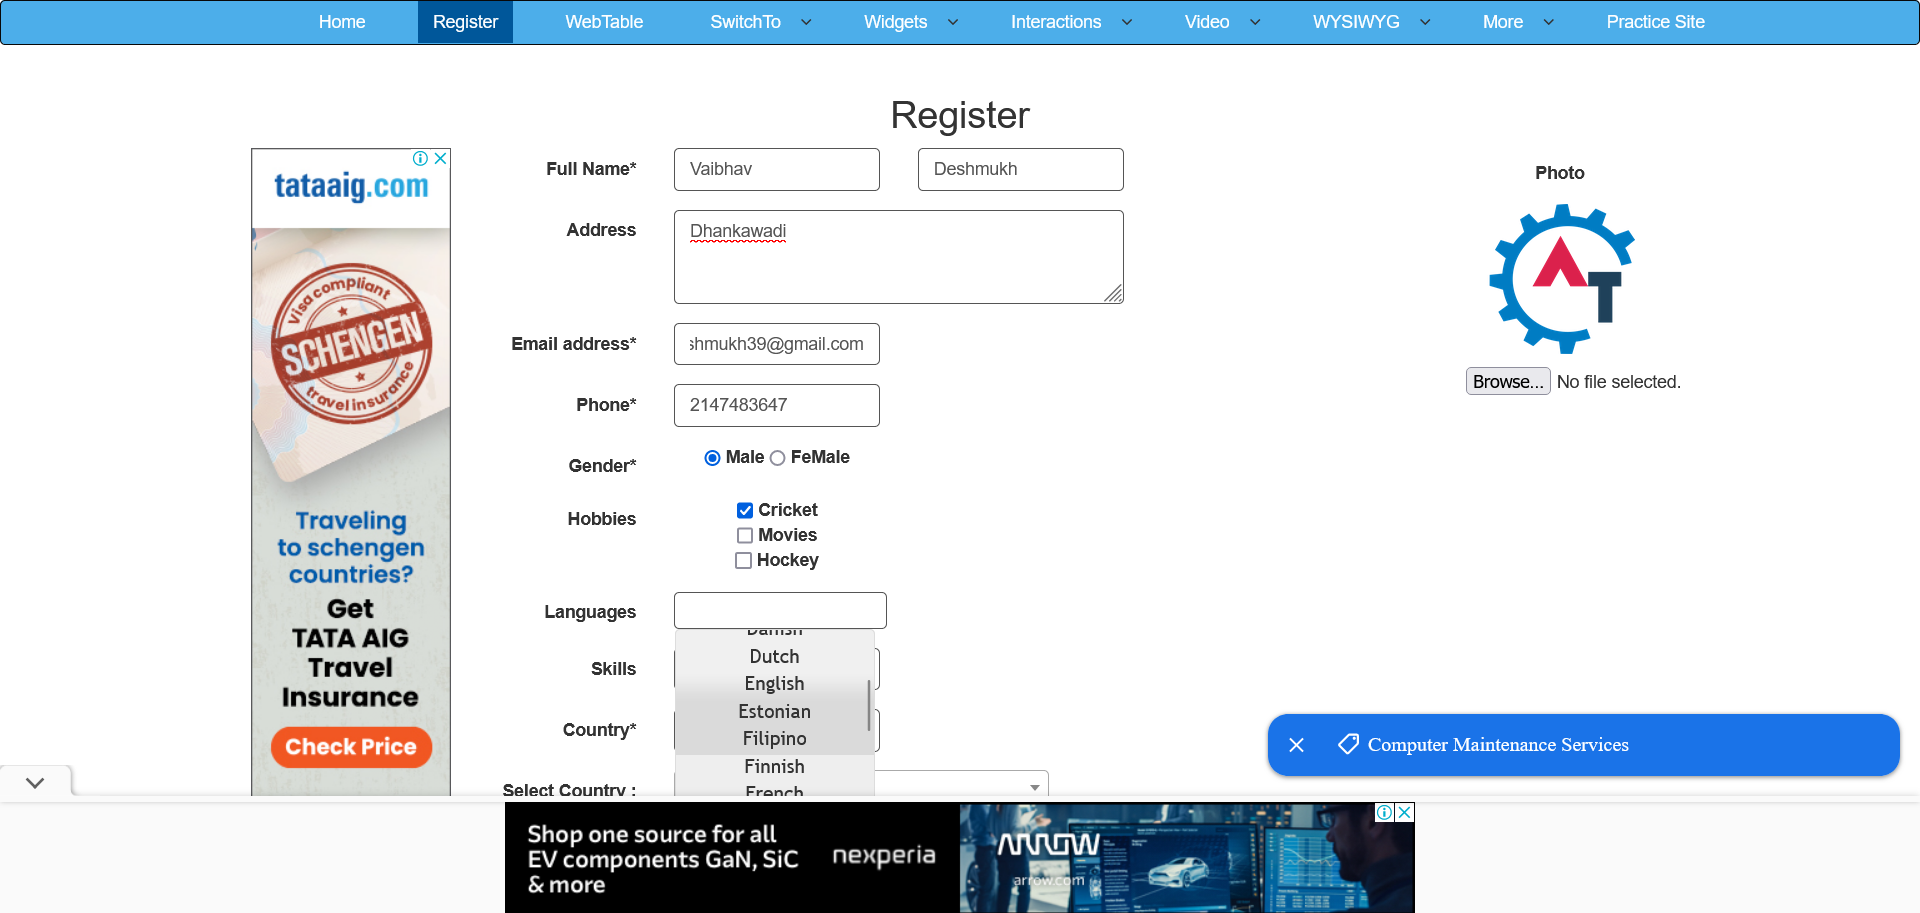 Home Register WebTable SwitchTo Widgets Interactions Video WYSIWYG More Practice Site
Register
tataaig.com
Visa compliant
SCHENGEN
travel insurance
Traveling
to schengen
countries?
Get
TATA AIG
Travel
Insurance
Check Price
Full Name* Vaibhav Deshmukh
Address Dhankawadi
Email address* shmukh39@gmail.com
Phone* 2147483647
Gender* Male FeMale
Hobbies Cricket
Movies
Hockey
Languages
Danish
Dutch
English
Estonian
Filipino
Finnish
French
Skills
Country*
Select Country :
Photo
AT
Browse... No file selected.
Computer Maintenance Services
Shop one source for all
EV components GaN, SiC
& more
nexperia
ARROW
arrow.com